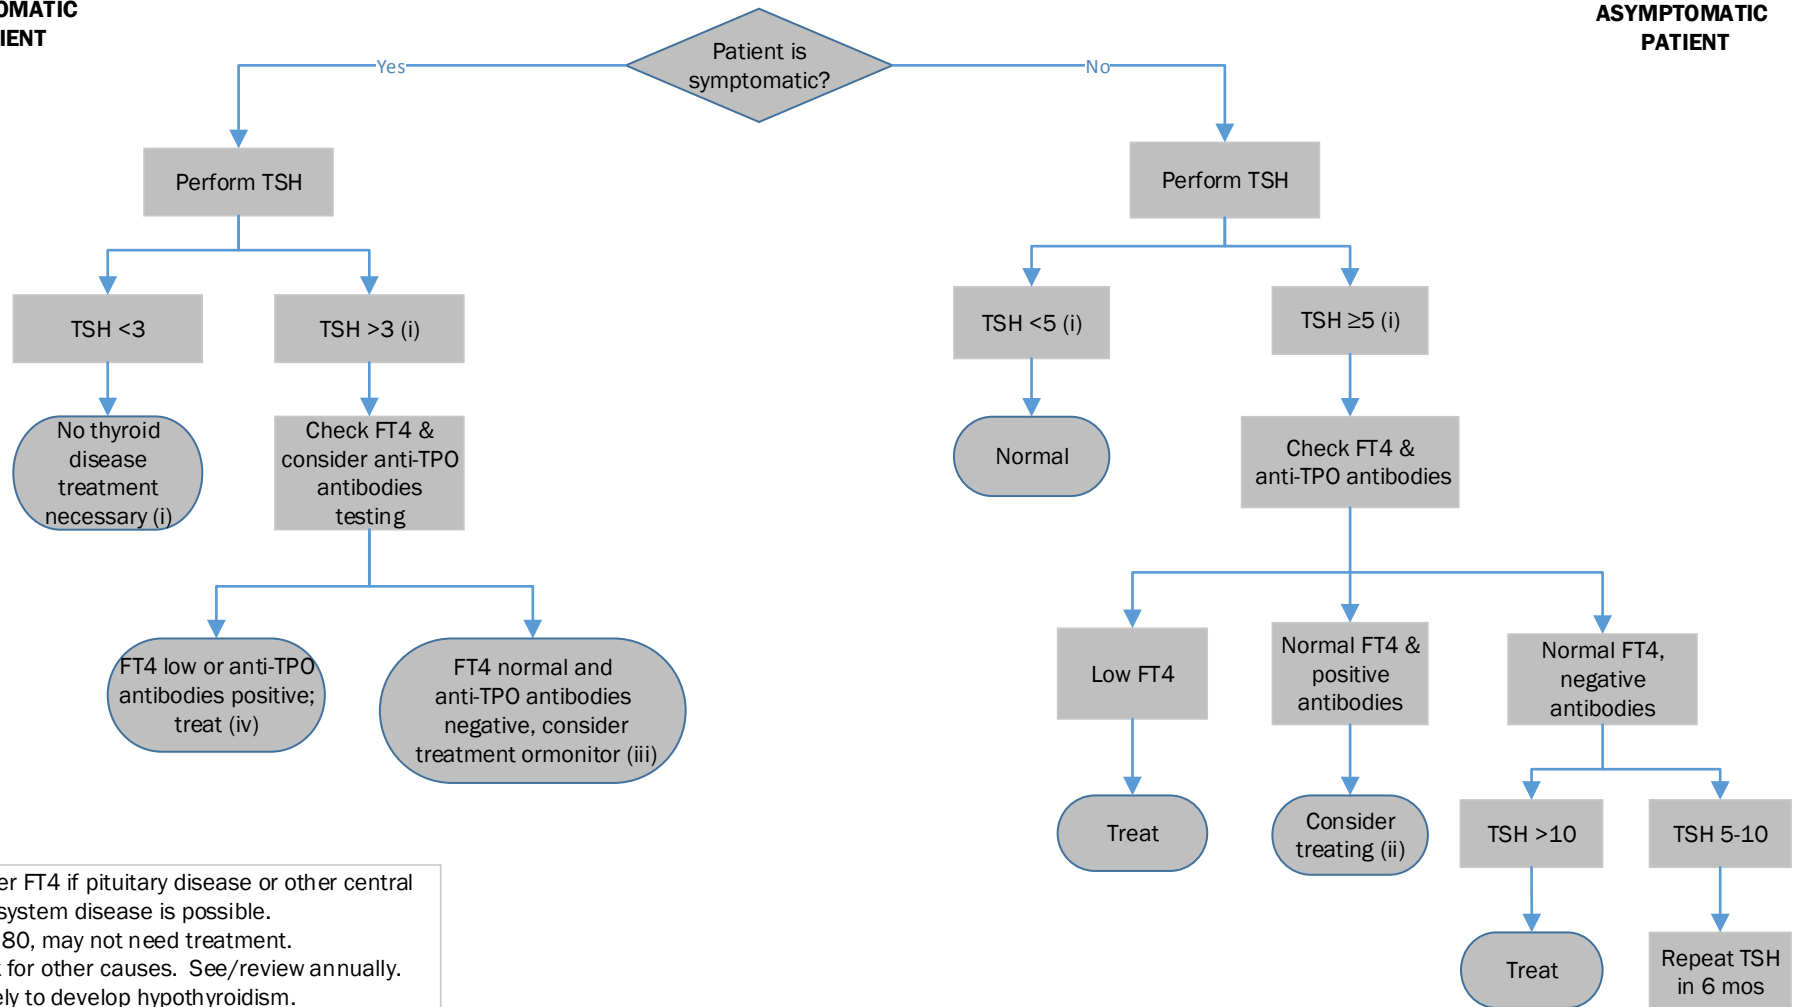 ASYMPTOMATIC
PATIENT
Patient is
symptomatic?
Yes
No
Perform TSH
TSH <3
TSH >3 (i)
No thyroid
disease
treatment
necessary (i)
Check FT4 &
consider anti-TPO
antibodies
testing
FT4 low or anti-TPO
antibodies positive;
treat (iv)
FT4 normal and
anti-TPO antibodies
negative, consider
treatment ormonitor (iii)
Perform TSH
TSH <5 (i)
TSH ≥5 (i)
Normal
Check FT4 &
anti-TPO antibodies
Low FT4
Normal FT4 &
positive
antibodies
Normal FT4,
negative
antibodies
Treat
Consider
treating (ii)
TSH >10
TSH 5-10
Treat
Repeat TSH
in 6 mos
FT4 if pituitary disease or other central
system disease is possible.
80, may not need treatment.
for other causes. See/review annually.
to develop hypothyroidism.